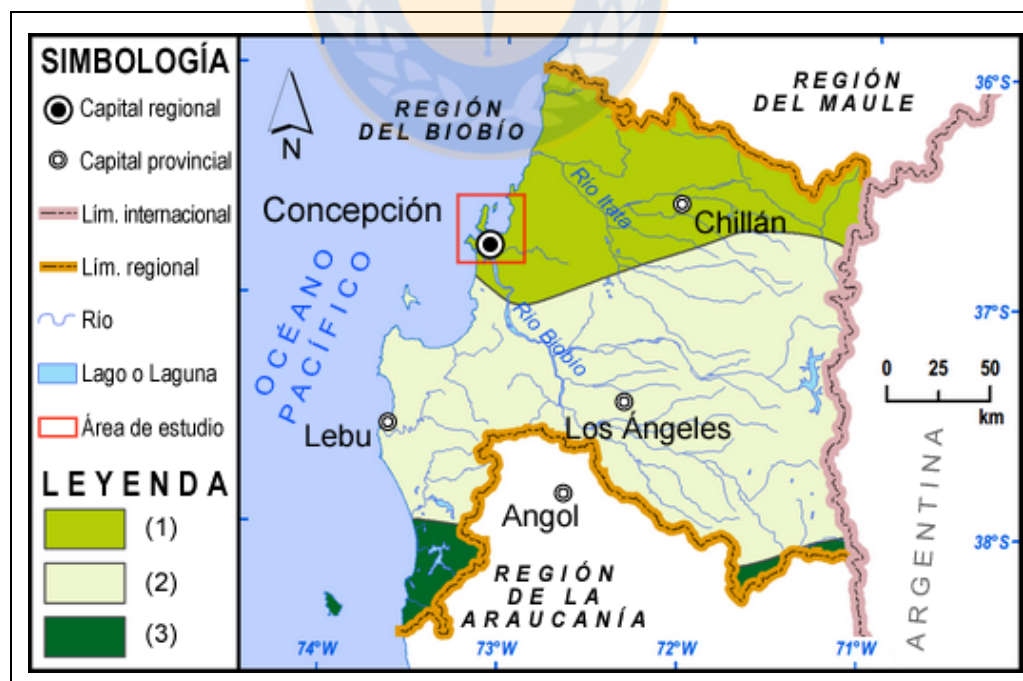 SIMBOLOGÍA
Capital regional
Capital provincial
Lim. internacional
Lim. regional
Río
Lago o Laguna
Área de estudio
LEYENDA
(1)
(2)
(3)
N
REGIÓN
DEL BIOBÍO
REGIÓN
DEL MAULE
36°S
Concepción
Río Itata
Chillán
OCÉANO
PACÍFICO
37°S
Río Biobío
0 25 50
km
Lebu
Los Ángeles
Angol
ARGENTINA
38°S
REGIÓN
DE LA
ARAUCANÍA
74°W
73°W
72°W
71°W